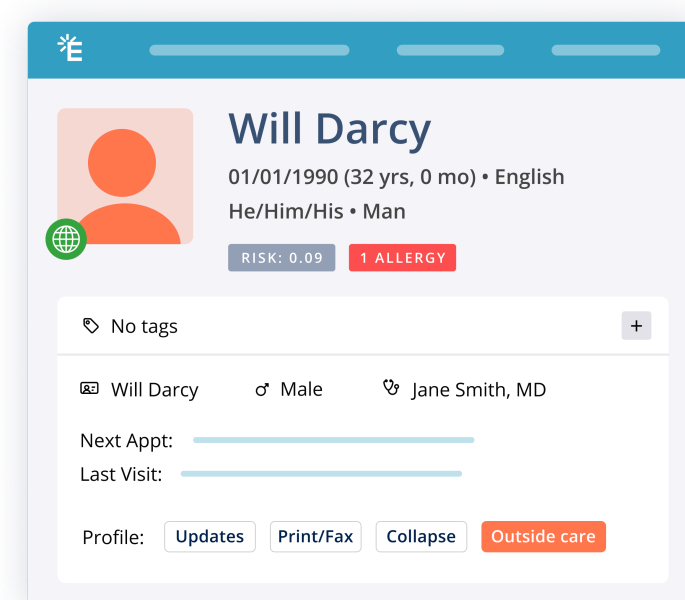 E
Will Darcy
01/01/1990 (32 yrs, 0 mo) • English
He/Him/His • Man
RISK: 0.09 1 ALLERGY
No tags +
Will Darcy Male Jane Smith, MD
Next Appt:
Last Visit:
Profile: Updates Print/Fax Collapse Outside care